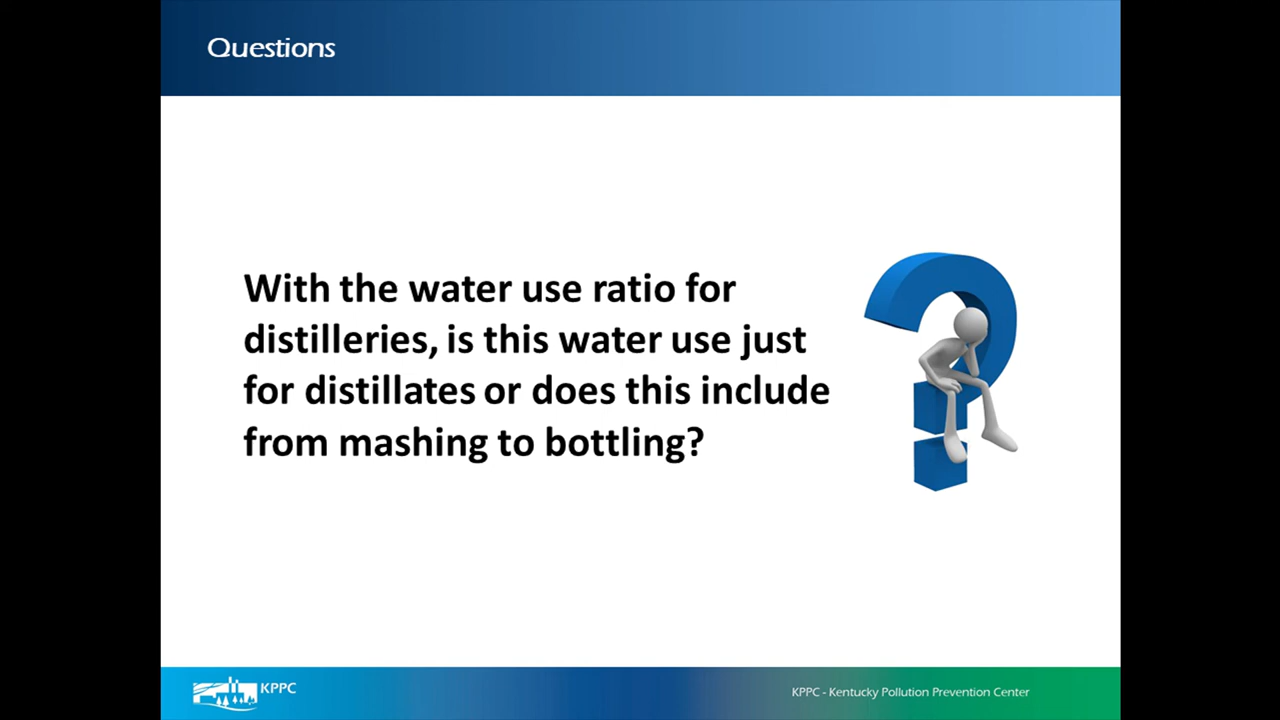 Questions
With the water use ratio for
distilleries, is this water use just
for distillates or does this include
from mashing to bottling?
KPPC
KPPC - Kentucky Pollution Prevention Center